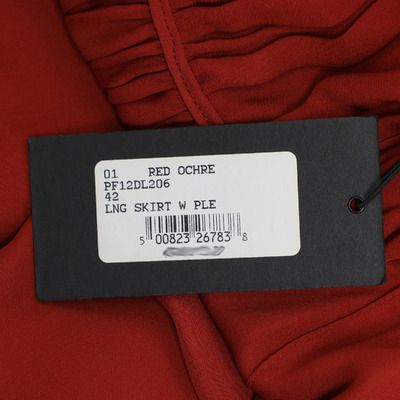 01 RED OCHRE
PF12DL206
42
LNG SKIRT W PLE
5 00823 26783 8